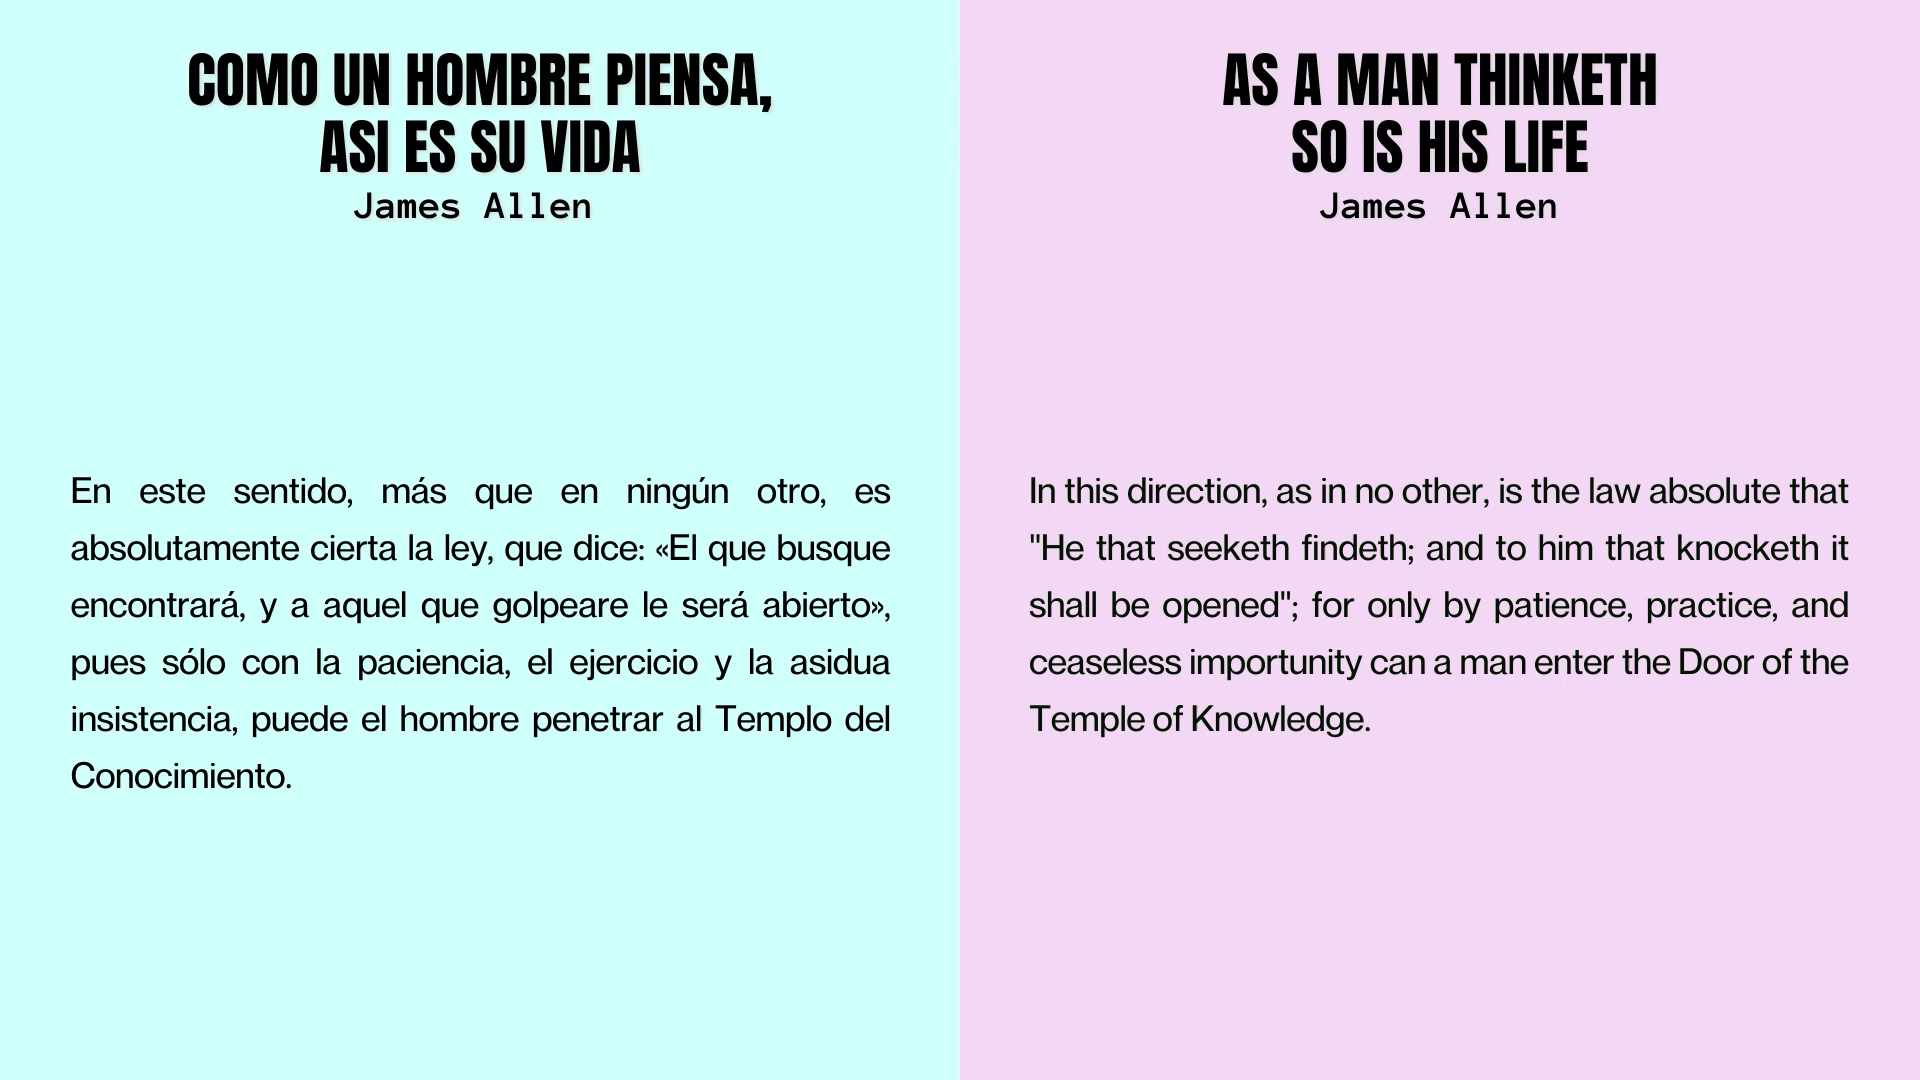 COMO UN HOMBRE PIENSA,
ASI ES SU VIDA
James Allen
En este sentido, más que en ningún otro, es
absolutamente cierta la ley, que dice: «El que busque
encontrará, y a aquel que golpeare le será abierto»,
pues sólo con la paciencia, el ejercicio y la asidua
insistencia, puede el hombre penetrar al Templo del
Conocimiento.
AS A MAN THINKETH
SO IS HIS LIFE
James Allen
In this direction, as in no other, is the law absolute that
"He that seeketh findeth; and to him that knocketh it
shall be opened"; for only by patience, practice, and
ceaseless importunity can a man enter the Door of the
Temple of Knowledge.